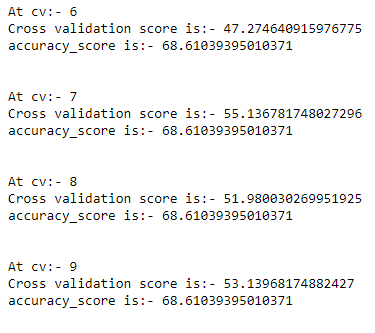 At cv:- 6
Cross validation score is:- 47.274640915976775
accuracy_score is:- 68.61039395010371
At cv:- 7
Cross validation score is:- 55.136781748027296
accuracy_score is:- 68.61039395010371
At cv:- 8
Cross validation score is:- 51.980030269951925
accuracy_score is:- 68.61039395010371
At cv:- 9
Cross validation score is:- 53.13968174882427
accuracy_score is:- 68.61039395010371